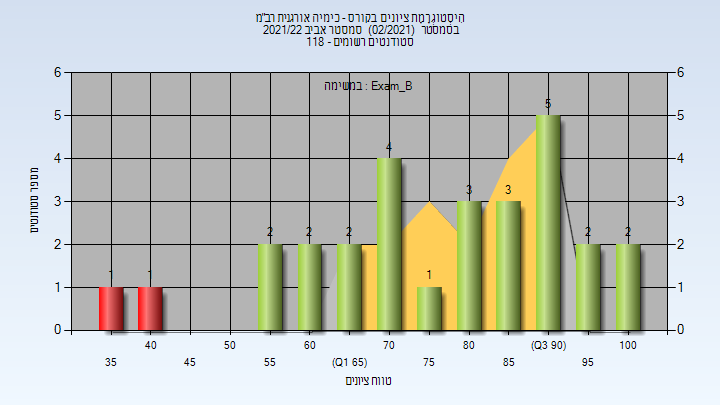 הִיסְטוֹגְרַמַת ציונים בקורס - כימיה אורגנית רב"מ
בסמסטר (02/2021) סמסטר אביב 2021/22
סטודנטים רשומים - 118
במשימה : Exam_B
6 6
5 5
4 4
3 3
2 2
1 1
0 0
מספר סטודנטים
1 1 2 2 2 4 1 3 3 5 2 2
40 50 60 70 80 (Q3 90) 100
35 45 55 (Q1 65) 75 85 95
טווח ציונים